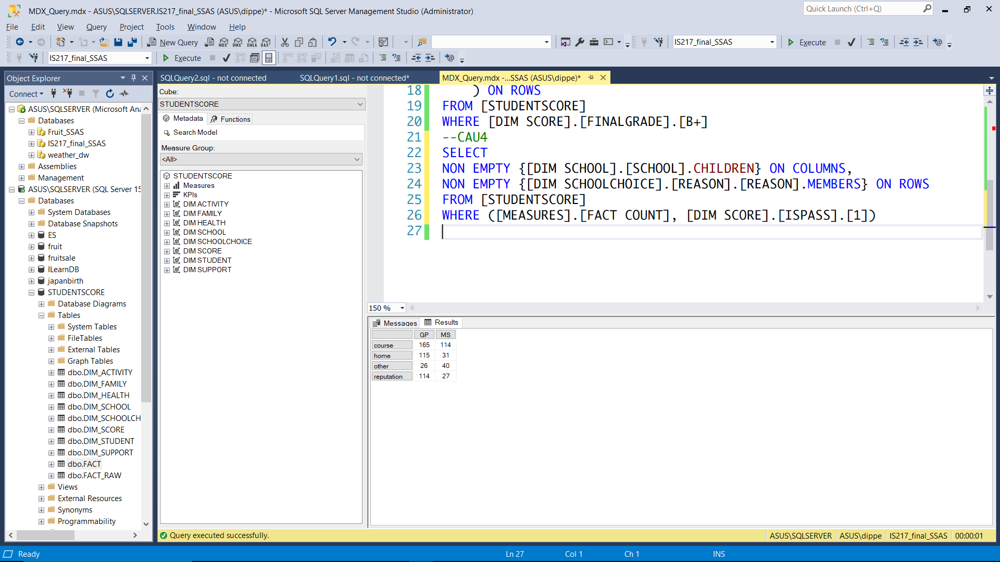 MDX_Query.mdx - ASUS\SQLSERVER.IS217_final_SSAS (ASUS\dippe)* - Microsoft SQL Server Management Studio (Administrator)
Quick Launch (Ctrl+Q)
File Edit View Query Project Tools Window Help
New Query
MDX DMX XMLA DAX
IS217_final_SSAS
Execute
IS217_final_SSAS
Execute
Object Explorer
Connect
ASUS\SQLSERVER (Microsoft Ana
Databases
Fruit_SSAS
IS217_final_SSAS
weather_dw
Assemblies
Management
ASUS\SQLSERVER (SQL Server 15
Databases
System Databases
Database Snapshots
ES
fruit
fruitsale
ILearnDB
japanbirth
STUDENTSCORE
Database Diagrams
Tables
System Tables
FileTables
External Tables
Graph Tables
dbo.DIM_ACTIVITY
dbo.DIM_FAMILY
dbo.DIM_HEALTH
dbo.DIM_SCHOOL
dbo.DIM_SCHOOLCH
dbo.DIM_SCORE
dbo.DIM_STUDENT
dbo.DIM_SUPPORT
dbo.FACT
dbo.FACT_RAW
Views
External Resources
Synonyms
Programmability
SQLQuery2.sql - not connected
SQLQuery1.sql - not connected*
MDX_Query.mdx -...SSAS (ASUS\dippe)*
Cube:
STUDENTSCORE
Metadata
Functions
Search Model
Measure Group:
<All>
STUDENTSCORE
Measures
KPIs
DIM ACTIVITY
DIM FAMILY
DIM HEALTH
DIM SCHOOL
DIM SCHOOLCHOICE
DIM SCORE
DIM STUDENT
DIM SUPPORT
18 ) ON ROWS
19 FROM [STUDENTSCORE]
20 WHERE [DIM SCORE].[FINALGRADE].[B+]
21 --CAU4
22 SELECT
23 NON EMPTY {[DIM SCHOOL].[SCHOOL].CHILDREN} ON COLUMNS,
24 NON EMPTY {[DIM SCHOOLCHOICE].[REASON].[REASON].MEMBERS} ON ROWS
25 FROM [STUDENTSCORE]
26 WHERE ([MEASURES].[FACT COUNT], [DIM SCORE].[ISPASS].[1])
27
150 %
Messages
Results
GP MS
course 165 114
home 115 31
other 26 40
reputation 114 27
Query executed successfully.
ASUS\SQLSERVER
ASUS\dippe
IS217_final_SSAS
00:00:01
Ready
Ln 27
Col 1
Ch 1
INS